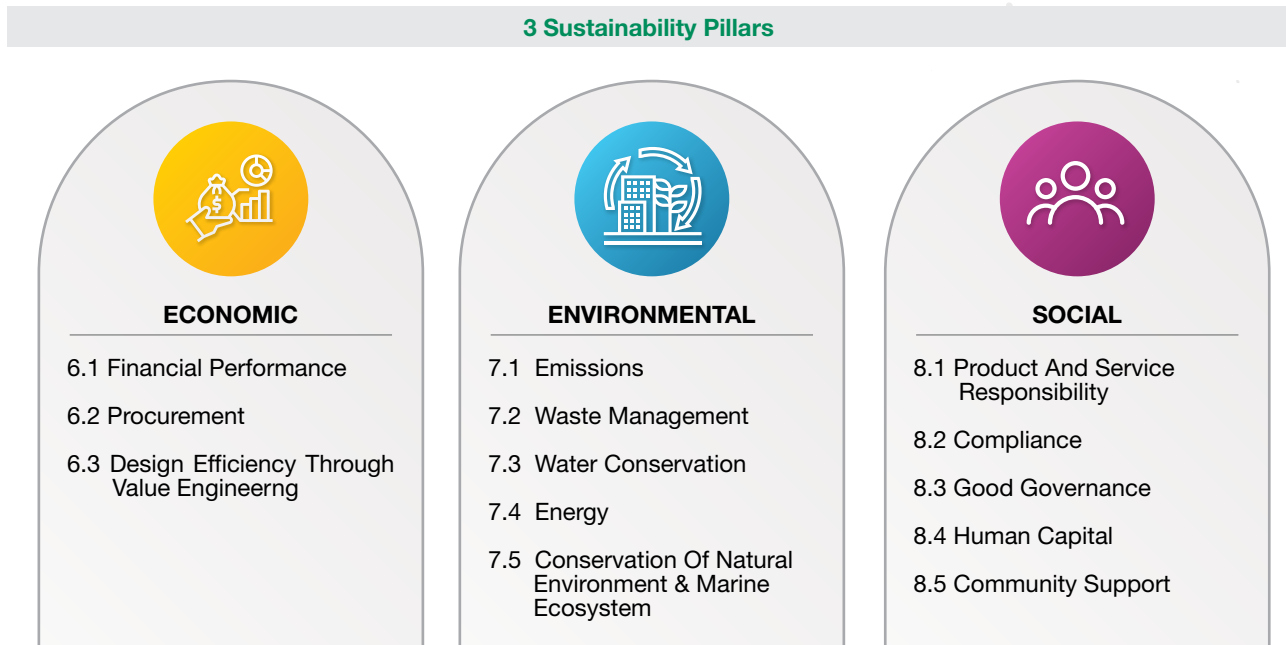 3 Sustainability Pillars
ECONOMIC
6.1 Financial Performance
6.2 Procurement
6.3 Design Efficiency Through
Value Engineerng
ENVIRONMENTAL
7.1 Emissions
7.2 Waste Management
7.3 Water Conservation
7.4 Energy
7.5 Conservation Of Natural
Environment & Marine
Ecosystem
SOCIAL
8.1 Product And Service
Responsibility
8.2 Compliance
8.3 Good Governance
8.4 Human Capital
8.5 Community Support